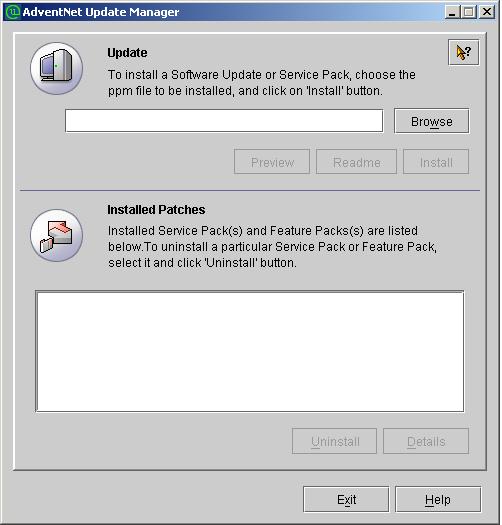 AdventNet Update Manager
Update
?
To install a Software Update or Service Pack, choose the
ppm file to be installed, and click on 'Install' button.
Browse
Preview Readme Install
Installed Patches
Installed Service Pack(s) and Feature Packs(s) are listed
below.To uninstall a particular Service Pack or Feature Pack,
select it and click 'Uninstall' button.
Uninstall Details
Exit Help